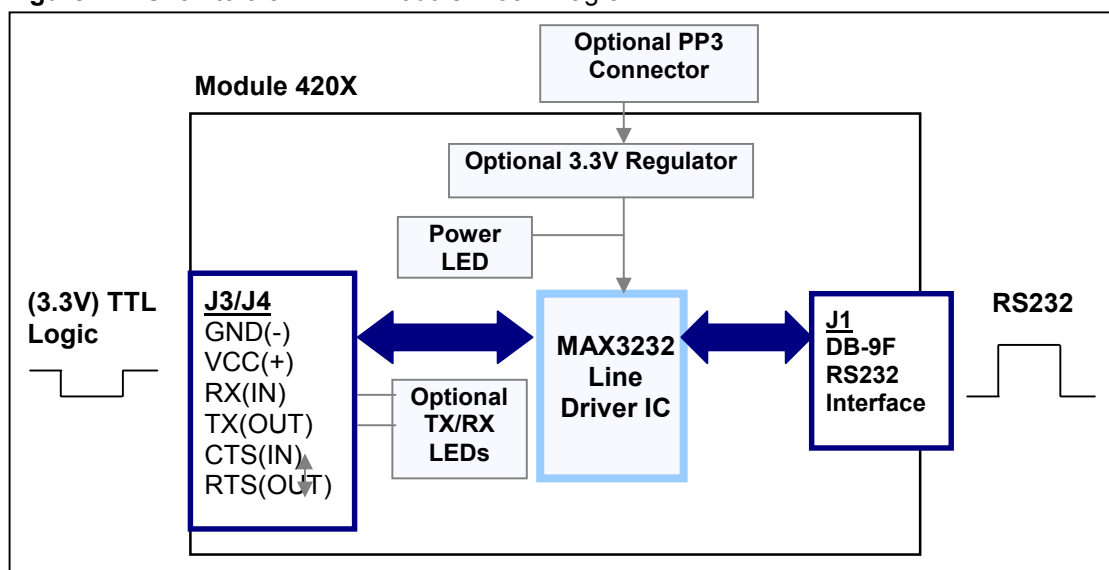 Optional PP3
Connector
Module 420X
Optional 3.3V Regulator
Power
LED
(3.3V) TTL
Logic
J3/J4
GND(-)
VCC(+)
RX(IN)
TX(OUT)
CTS(IN)
RTS(OUT)
Optional
TX/RX
LEDs
MAX3232
Line
Driver IC
J1
DB-9F
RS232
Interface
RS232